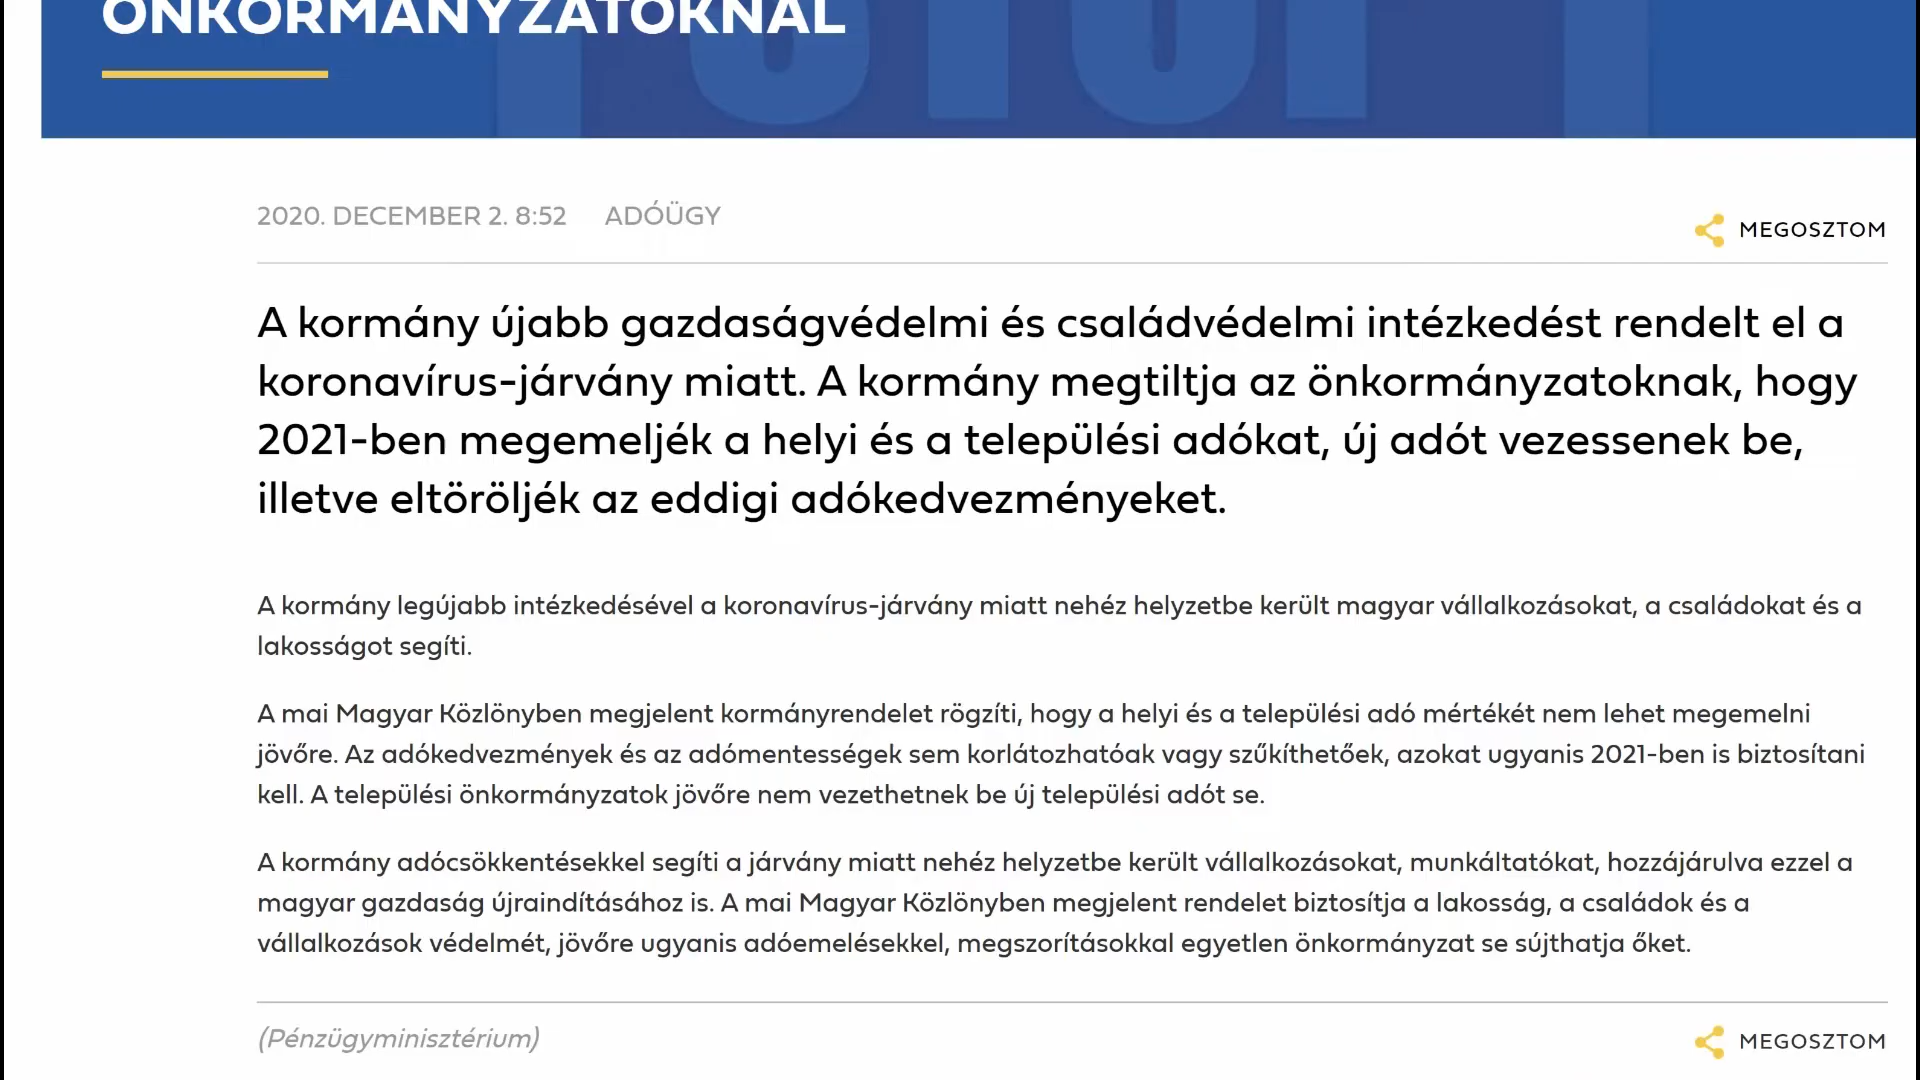 ÖNKORMÁNYZATOKNÁL
2020. DECEMBER 2. 8:52 ADÓÜGY
MEGOSZTOM
A kormány újabb gazdaságvédelmi és családvédelmi intézkedést rendelt el a
koronavírus-járvány miatt. A kormány megtiltja az önkormányzatoknak, hogy
2021-ben megemeljék a helyi és a települési adókat, új adót vezessenek be,
illetve eltöröljék az eddigi adókedvezményeket.
A kormány legújabb intézkedésével a koronavírus-járvány miatt nehéz helyzetbe került magyar vállalkozásokat, a családokat és a
lakosságot segíti.
A mai Magyar Közlönyben megjelent kormányrendelet rögzíti, hogy a helyi és a települési adó mértékét nem lehet megemelni
jövőre. Az adókedvezmények és az adómentességek sem korlátozhatóak vagy szűkíthetőek, azokat ugyanis 2021-ben is biztosítani
kell. A települési önkormányzatok jövőre nem vezethetnek be új települési adót se.
A kormány adócsökkentésekkel segíti a járvány miatt nehéz helyzetbe került vállalkozásokat, munkáltatókat, hozzájárulva ezzel a
magyar gazdaság újraindításához is. A mai Magyar Közlönyben megjelent rendelet biztosítja a lakosság, a családok és a
vállalkozások védelmét, jövőre ugyanis adóemelésekkel, megszorításokkal egyetlen önkormányzat se sújthatja őket.
(Pénzügyminisztérium)
MEGOSZTOM